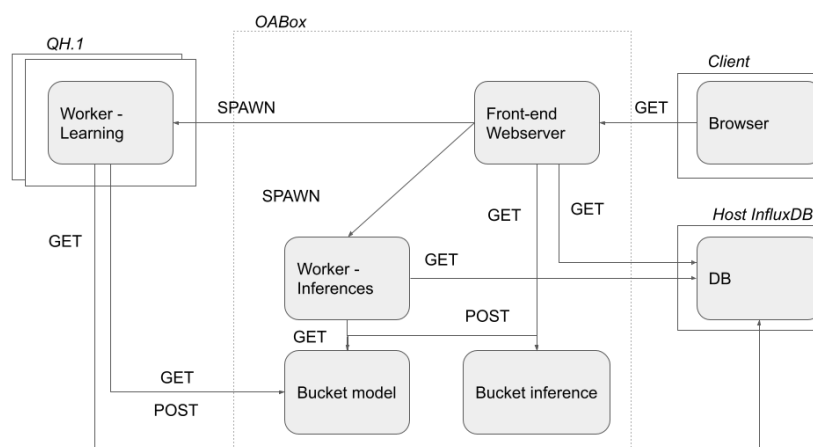 OABox
QH.1
Client
Worker -
Learning
SPAWN
Front-end
Webserver
GET
Browser
SPAWN
GET
GET
GET
Host InfluxDB
Worker -
Inferences
GET
DB
POST
GET
Bucket model
Bucket inference
GET
POST